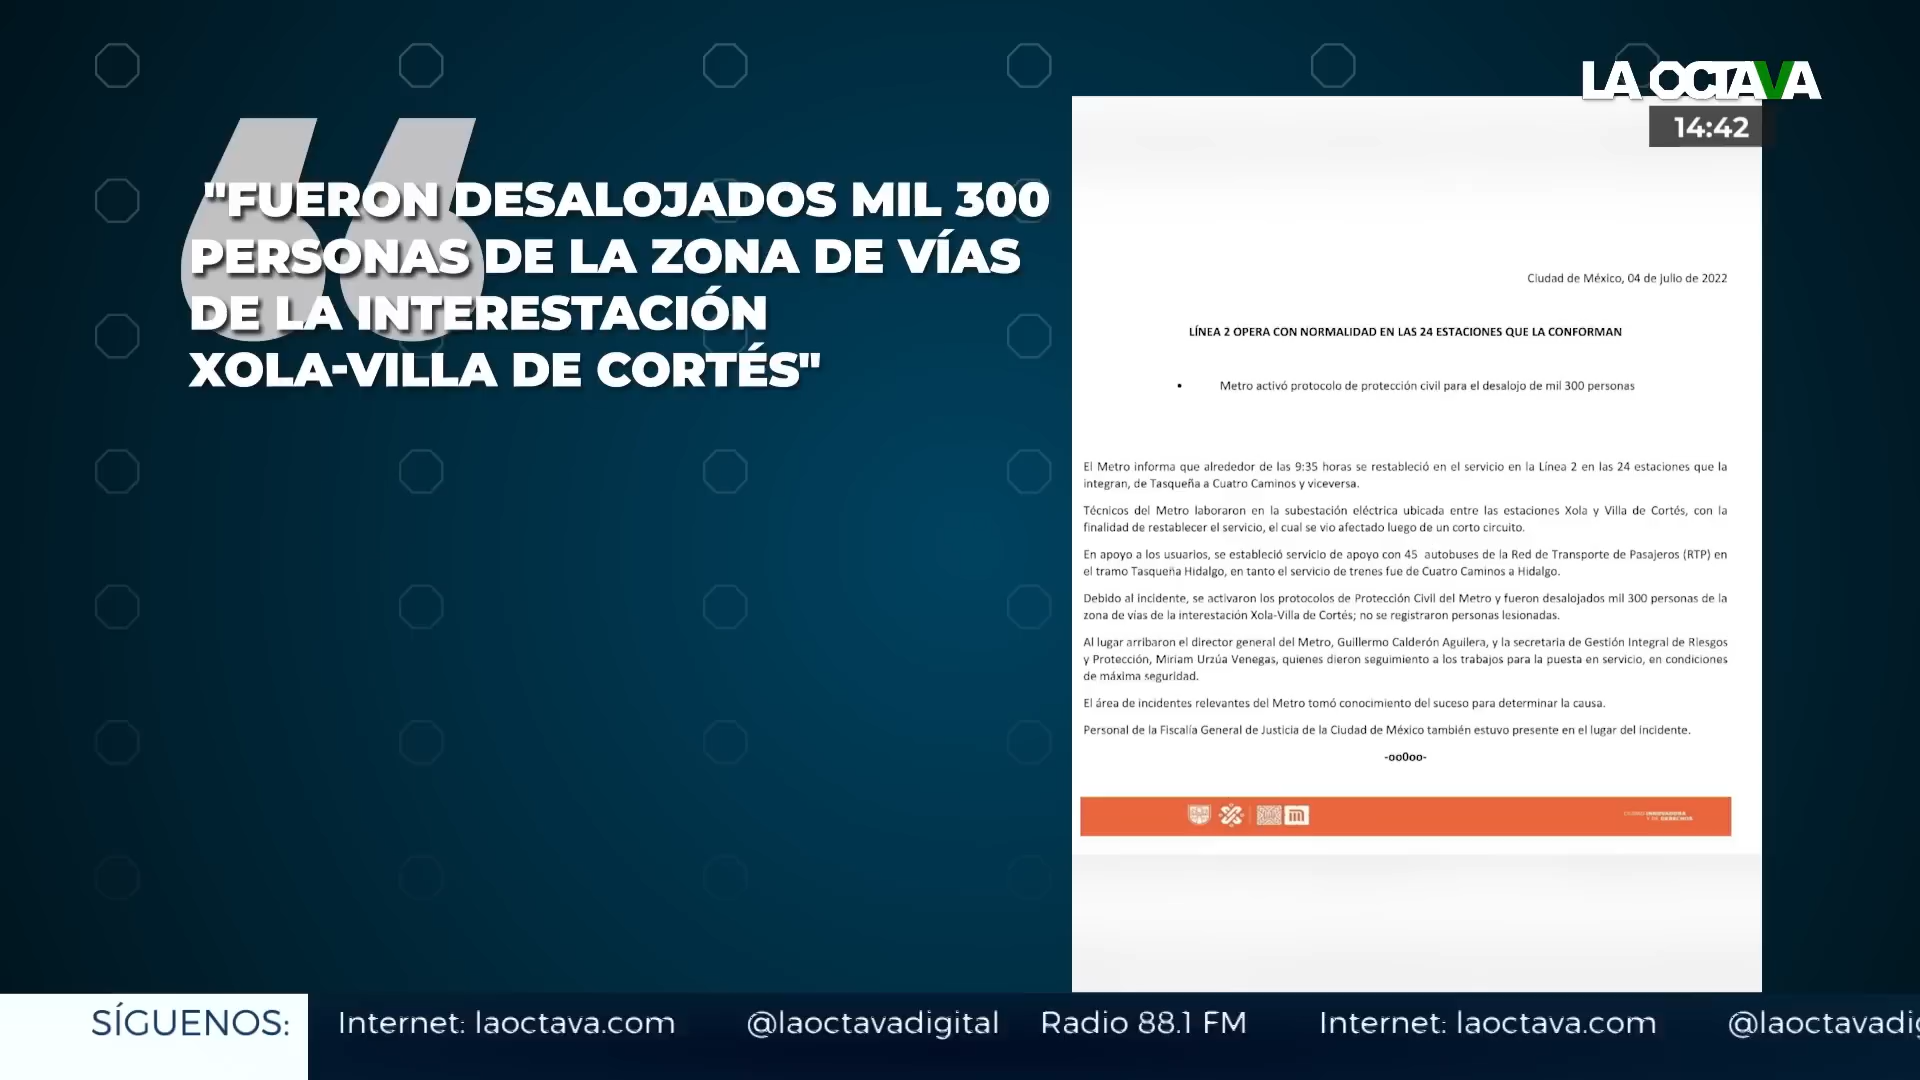 LA OCTAVA
14:42
"FUERON DESALOJADOS MIL 300
PERSONAS DE LA ZONA DE VÍAS
DE LA INTERESTACIÓN
XOLA-VILLA DE CORTÉS"
Ciudad de México, 04 de julio de 2022
LÍNEA 2 OPERA CON NORMALIDAD EN LAS 24 ESTACIONES QUE LA CONFORMAN
• Metro activó protocolo de protección civil para el desalojo de mil 300 personas
El Metro informa que alrededor de las 9:35 horas se restableció en el servicio en la Línea 2 en las 24 estaciones que la
integran, de Tasqueña a Cuatro Caminos y viceversa.
Técnicos del Metro laboraron en la subestación eléctrica ubicada entre las estaciones Xola y Villa de Cortés, con la
finalidad de restablecer el servicio, el cual se vio afectado luego de un corto circuito.
En apoyo a los usuarios, se estableció servicio de apoyo con 45 autobuses de la Red de Transporte de Pasajeros (RTP) en
el tramo Tasqueña Hidalgo, en tanto el servicio de trenes fue de Cuatro Caminos a Hidalgo.
Debido al incidente, se activaron los protocolos de Protección Civil del Metro y fueron desalojados mil 300 personas de la
zona de vías de la interestación Xola-Villa de Cortés; no se registraron personas lesionadas.
Al lugar arribaron el director general del Metro, Guillermo Calderón Aguilera, y la secretaria de Gestión Integral de Riesgos
y Protección, Miriam Urzúa Venegas, quienes dieron seguimiento a los trabajos para la puesta en servicio, en condiciones
de máxima seguridad.
El área de incidentes relevantes del Metro tomó conocimiento del suceso para determinar la causa.
Personal de la Fiscalía General de Justicia de la Ciudad de México también estuvo presente en el lugar del incidente.
-oo0oo-
CIUDAD INNOVADORA
Y DE DERECHOS
SÍGUENOS: Internet: laoctava.com @laoctavadigital Radio 88.1 FM Internet: laoctava.com @laoctavadig